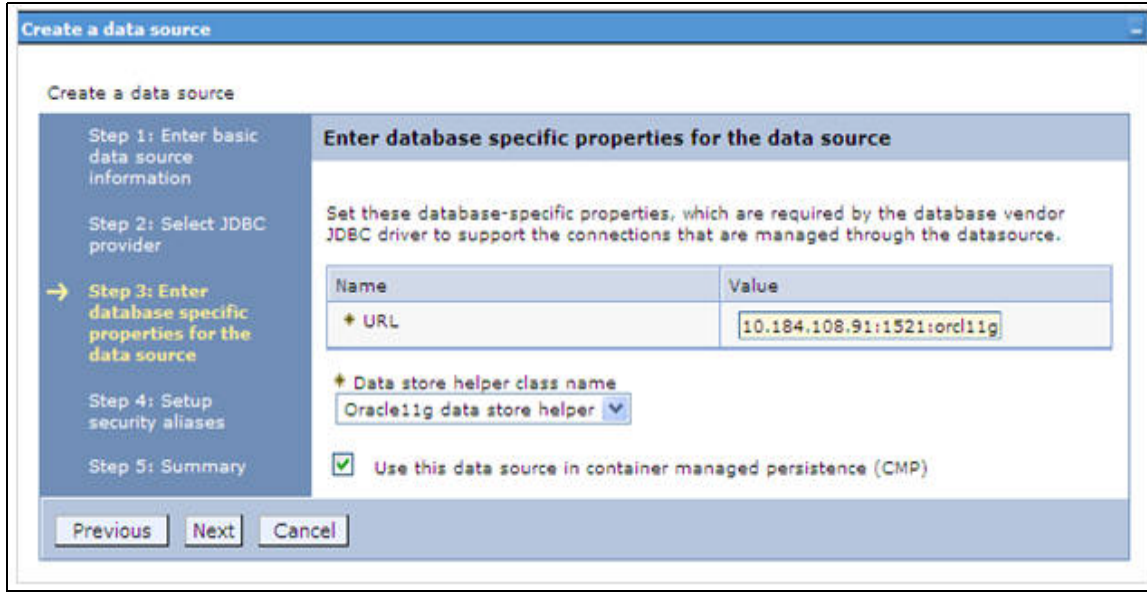 Create a data source
Create a data source
Step 1: Enter basic
data source
information
Step 2: Select JDBC
provider
Step 3: Enter
database specific
properties for the
data source
Step 4: Setup
security aliases
Step 5: Summary
Enter database specific properties for the data source
Set these database-specific properties, which are required by the database vendor
JDBC driver to support the connections that are managed through the datasource.
Name Value
URL 10.184.108.91:1521:orcl11g
Data store helper class name
Oracle11g data store helper
Use this data source in container managed persistence (CMP)
Previous Next Cancel